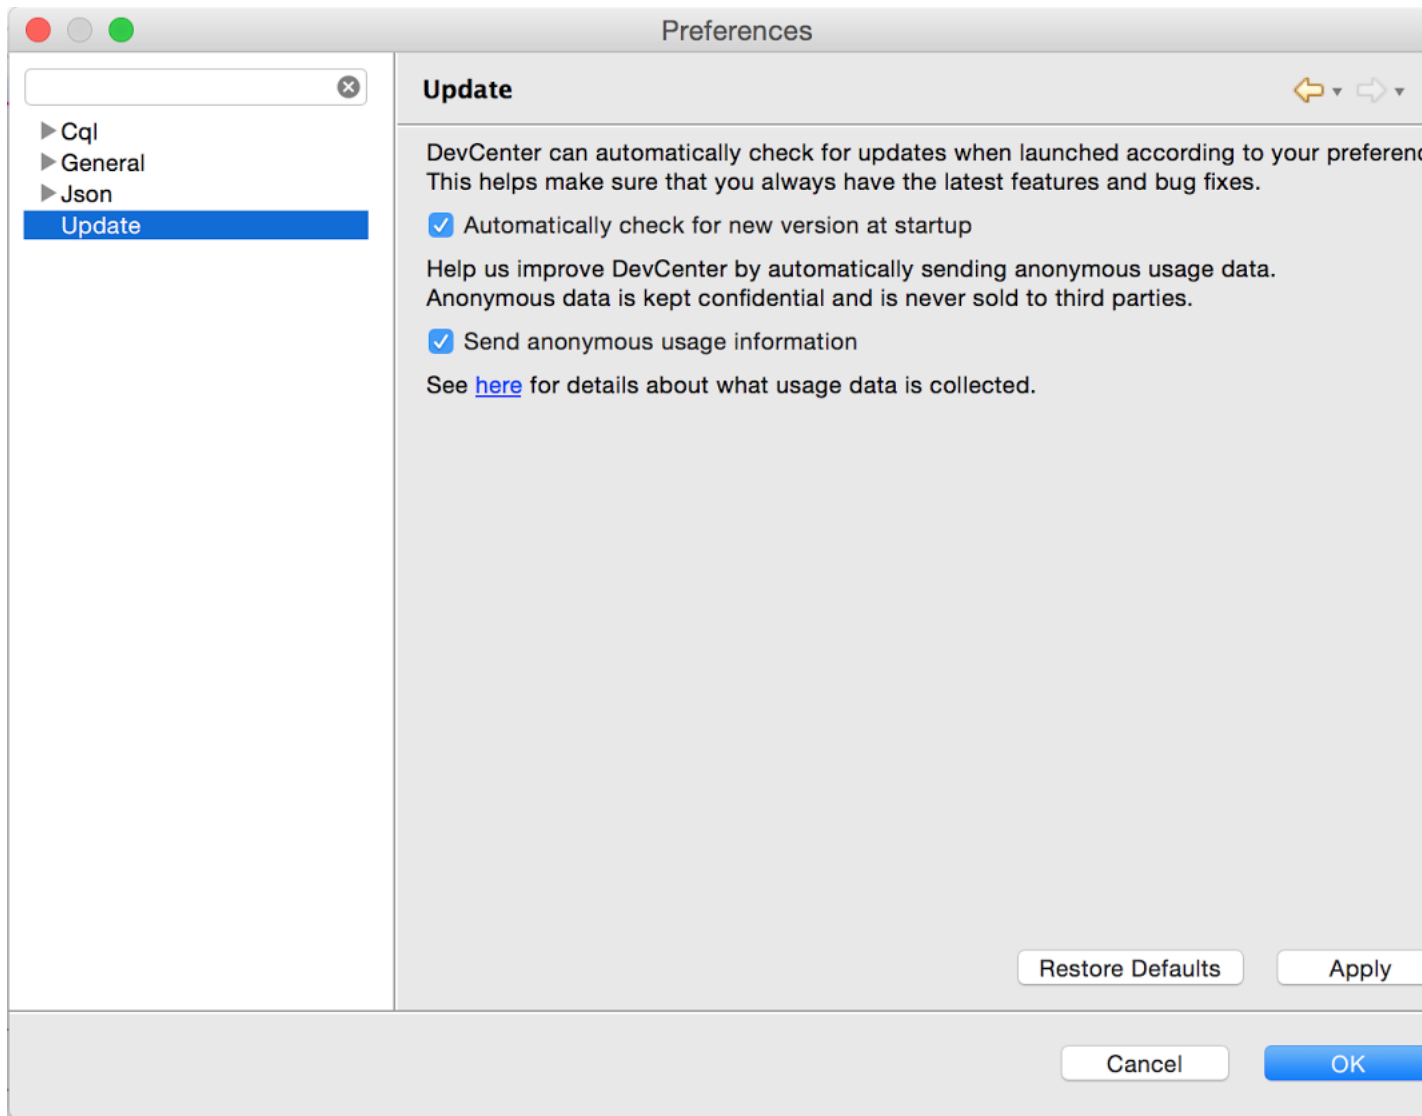 Preferences
Cql
General
Json
Update
Update
DevCenter can automatically check for updates when launched according to your
This helps make sure that you always have the latest features and bug fixes.
Automatically check for new version at startup
Help us improve DevCenter by automatically sending anonymous usage data.
Anonymous data is kept confidential and is never sold to third parties.
Send anonymous usage information
See here for details about what usage data is collected.
Restore Defaults
Apply
Cancel
OK